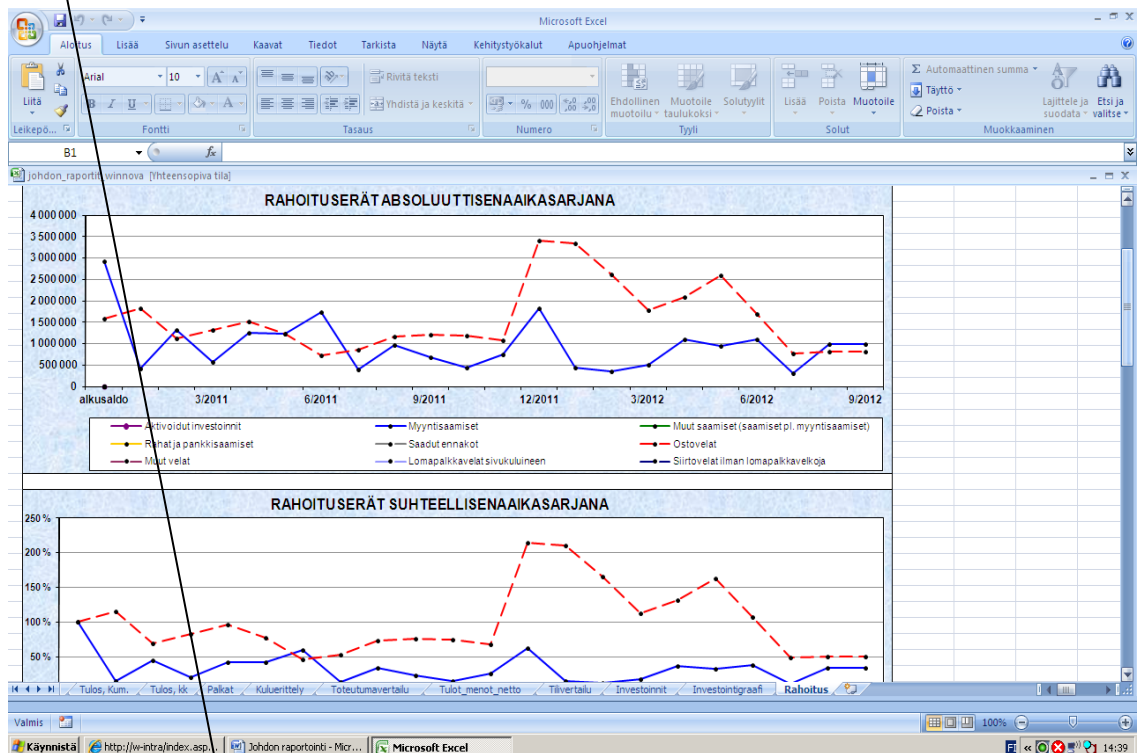 Microsoft Excel
Aloitus Lisää Sivun asettelu Kaavat Tiedot Tarkista Näytä Kehitystyökalut Apuohjelmat
Liitä
Arial 10
Rivitä teksti
Yhdistä ja keskitä
Ehdollinen muotoilu
Muotoile taulukoksi
Solutyylit
Lisää Poista Muotoile
Σ Automaattinen summa
Täyttö
Poista
Lajittele ja suodata
Etsi ja valitse
Leikepö... Fontti Tasaus Numero Tyyli Solut Muokkaaminen
B1 fx
johdon_raportit_winnova [Yhteensopiva tila]
RAHOITUSERÄT ABSOLUUTTISENAAIKASARJANA
4 000 000
3 500 000
3 000 000
2 500 000
2 000 000
1 500 000
1 000 000
500 000
0
alkusaldo 3/2011 6/2011 9/2011 12/2011 3/2012 6/2012 9/2012
Aktivoidut investoinnit Myyntisaamiset Muut saamiset (saamiset pl. myyntisaamiset)
Rahat ja pankkisaamiset Saadut ennakot Ostovelat
Muut velat Lomapalkkavelat sivukuluineen Siirtovelat ilman lomapalkkavelkoja
RAHOITUSERÄT SUHTEELLISENAAIKASARJANA
250 %
200 %
150 %
100 %
50 %
Tulos, Kum. Tulos, kk Palkat Kuluerittely Toteutumavertailu Tulot_menot_netto Tilivertailu Investoinnit Investointigraafi Rahoitus
Valmis 100%
Käynnistä http://w-intra/index.asp... Johdon raportointi - Micr... Microsoft Excel FI « 14:39